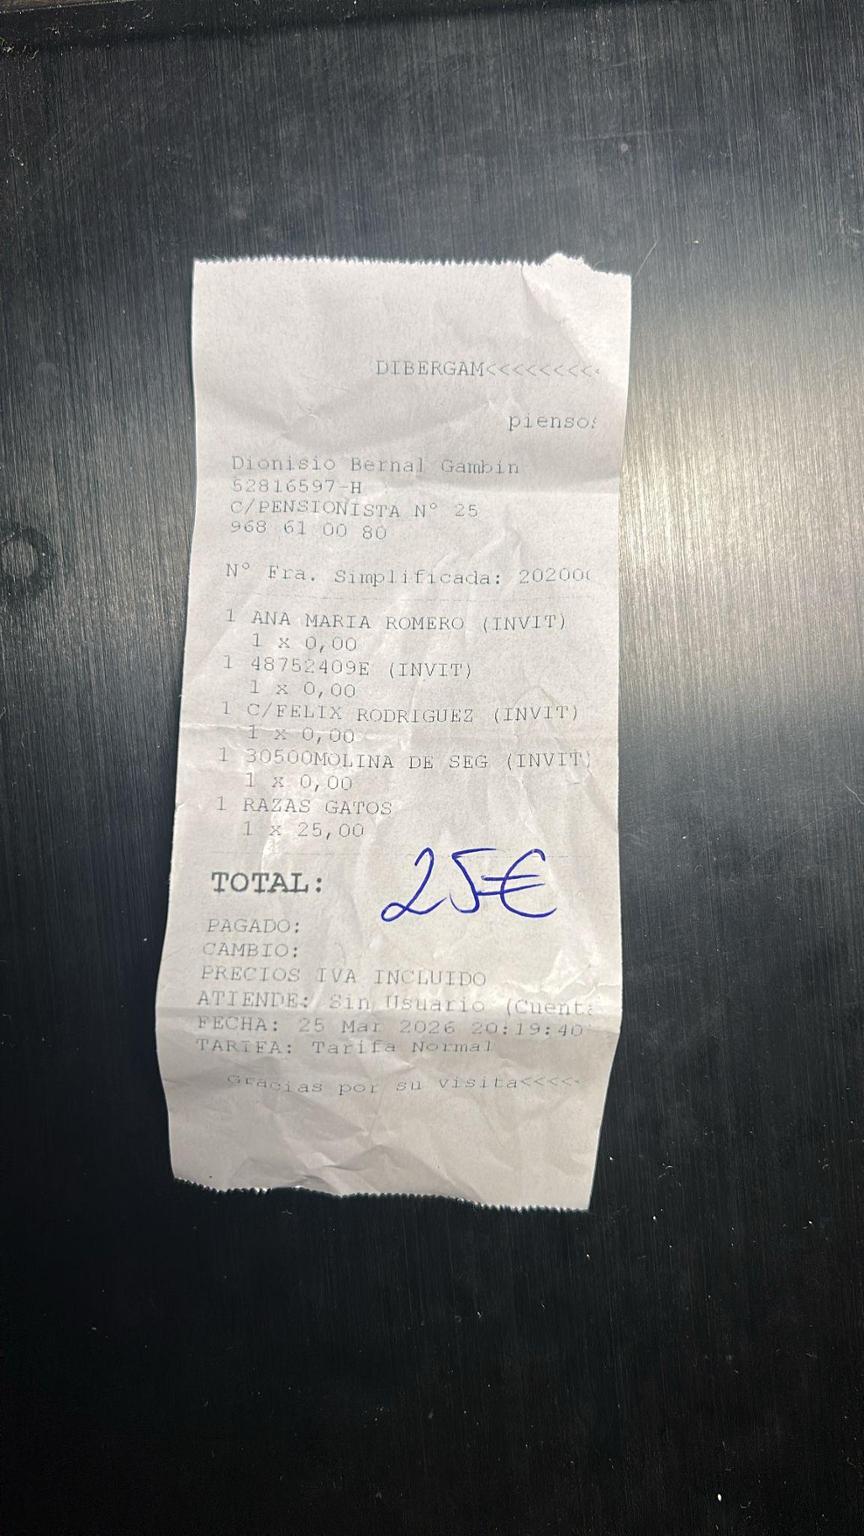 DIBERGAM<<<<<<<<<
piensos
Dionisio Bernal Gambin
52816597-H
C/PENSIONISTA Nº 25
968 61 00 80
Nº Fra. Simplificada: 20200
1 ANA MARIA ROMERO (INVIT)
1 x 0,00
1 48752409E (INVIT)
1 x 0,00
1 C/FELIX RODRIGUEZ (INVIT)
1 x 0,00
1 30500MOLINA DE SEG (INVIT)
1 x 0,00
1 RAZAS GATOS
1 x 25,00
TOTAL: 25€
PAGADO:
CAMBIO:
PRECIOS IVA INCLUIDO
ATIENDE: Sin Usuario (Cuenta
FECHA: 25 Mar 2026 20:19:40
TARIFA: Tarifa Normal
Gracias por su visita<<<<<